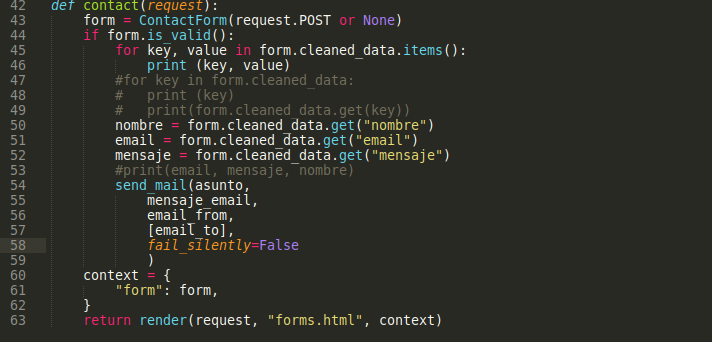 42 def contact(request):
43     form = ContactForm(request.POST or None)
44     if form.is_valid():
45         for key, value in form.cleaned_data.items():
46             print (key, value)
47         #for key in form.cleaned_data:
48         #   print (key)
49         #   print(form.cleaned_data.get(key))
50         nombre = form.cleaned_data.get("nombre")
51         email = form.cleaned_data.get("email")
52         mensaje = form.cleaned_data.get("mensaje")
53         #print(email, mensaje, nombre)
54         send_mail(asunto,
55             mensaje_email,
56             email_from,
57             [email_to],
58             fail_silently=False
59             )
60     context = {
61         "form": form,
62     }
63     return render(request, "forms.html", context)